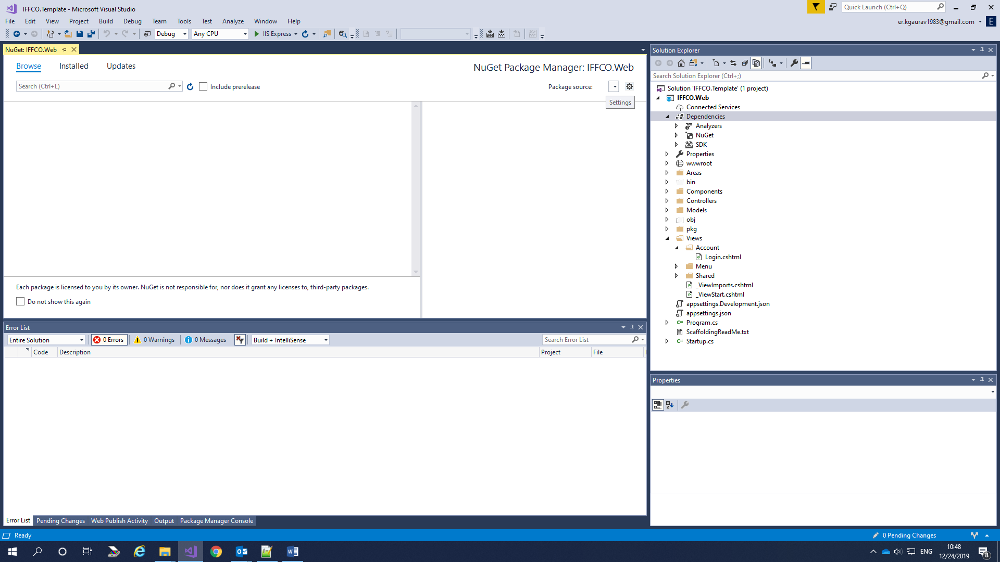 IFFCO.Template - Microsoft Visual Studio
Quick Launch (Ctrl+Q)
File Edit View Project Build Debug Team Tools Test Analyze Window Help
er.kgaurav1983@gmail.com E
Debug Any CPU IIS Express
NuGet: IFFCO.Web
Browse Installed Updates
NuGet Package Manager: IFFCO.Web
Search (Ctrl+L)
Include prerelease
Package source:
Settings
Each package is licensed to you by its owner. NuGet is not responsible for, nor does it grant any licenses to, third-party packages.
Do not show this again
Error List
Entire Solution
0 Errors
0 Warnings
0 Messages
Build + IntelliSense
Search Error List
Code Description Project File
Error List Pending Changes Web Publish Activity Output Package Manager Console
Solution Explorer
Search Solution Explorer (Ctrl+;)
Solution 'IFFCO.Template' (1 project)
IFFCO.Web
Connected Services
Dependencies
Analyzers
NuGet
SDK
Properties
wwwroot
Areas
bin
Components
Controllers
Models
obj
pkg
Views
Account
Login.cshtml
Menu
Shared
_ViewImports.cshtml
_ViewStart.cshtml
appsettings.Development.json
appsettings.json
C# Program.cs
ScaffoldingReadMe.txt
C# Startup.cs
Properties
Ready
0 Pending Changes
ENG
10:48
12/24/2019
8